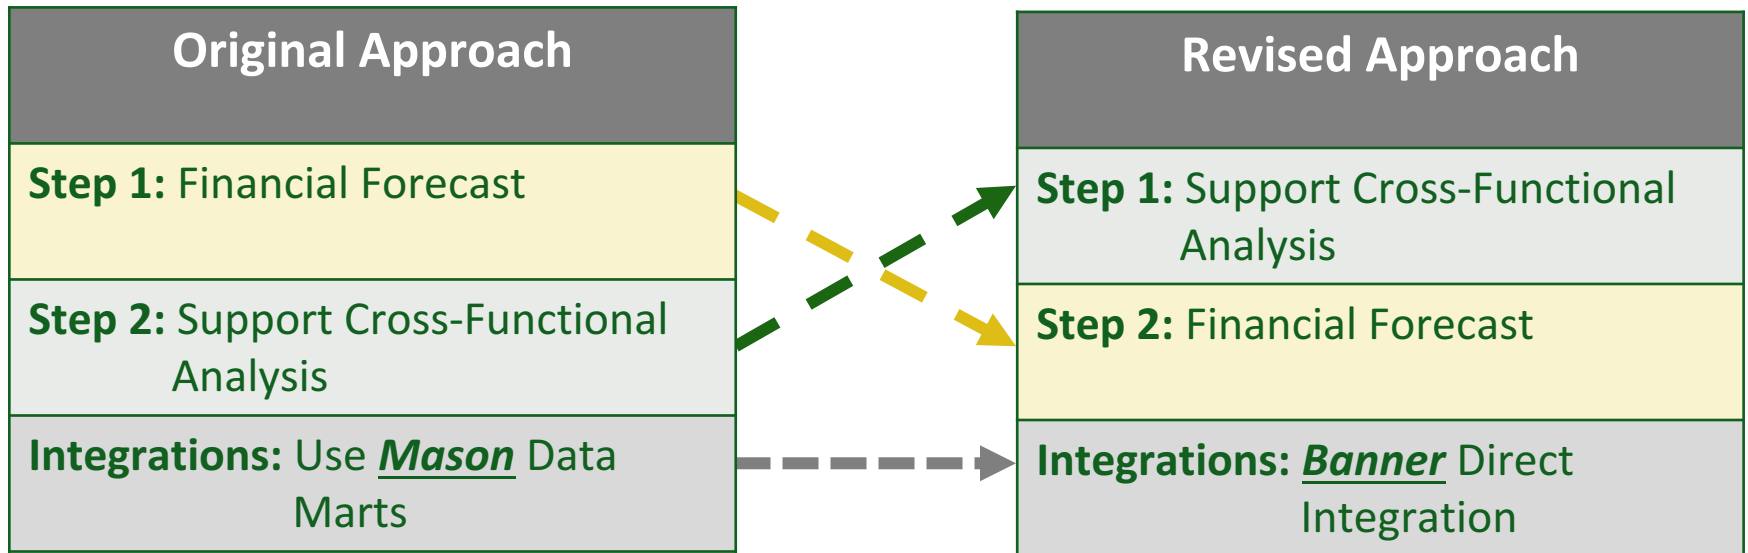 Original Approach
Step 1: Financial Forecast
Step 2: Support Cross-Functional
Analysis
Integrations: Use Mason Data
Marts
Revised Approach
Step 1: Support Cross-Functional
Analysis
Step 2: Financial Forecast
Integrations: Banner Direct
Integration